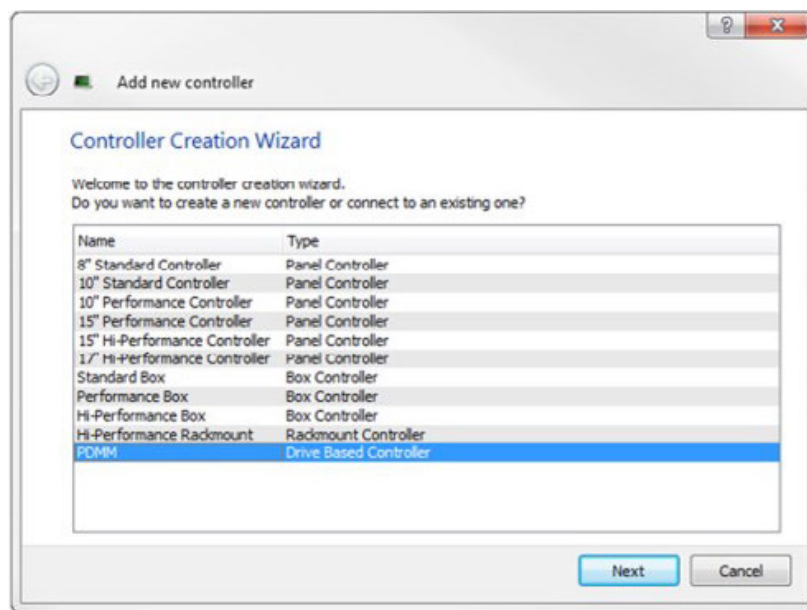 Add new controller
Controller Creation Wizard
Welcome to the controller creation wizard.
Do you want to create a new controller or connect to an existing one?
Name Type
8" Standard Controller Panel Controller
10" Standard Controller Panel Controller
10" Performance Controller Panel Controller
15" Performance Controller Panel Controller
15" Hi-Performance Controller Panel Controller
17" Hi-Performance Controller Panel Controller
Standard Box Box Controller
Performance Box Box Controller
Hi-Performance Box Box Controller
Hi-Performance Rackmount Rackmount Controller
PDMM Drive Based Controller
Next Cancel